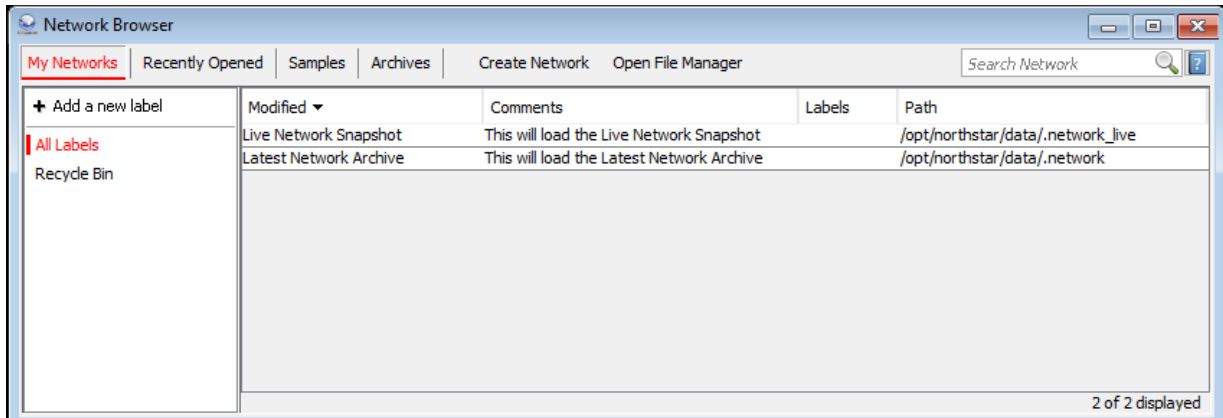 Network Browser
My Networks Recently Opened Samples Archives Create Network Open File Manager Search Network ?
+ Add a new label
All Labels
Recycle Bin
Modified Comments Labels Path
Live Network Snapshot This will load the Live Network Snapshot /opt/northstar/data/.network_live
Latest Network Archive This will load the Latest Network Archive /opt/northstar/data/.network
2 of 2 displayed